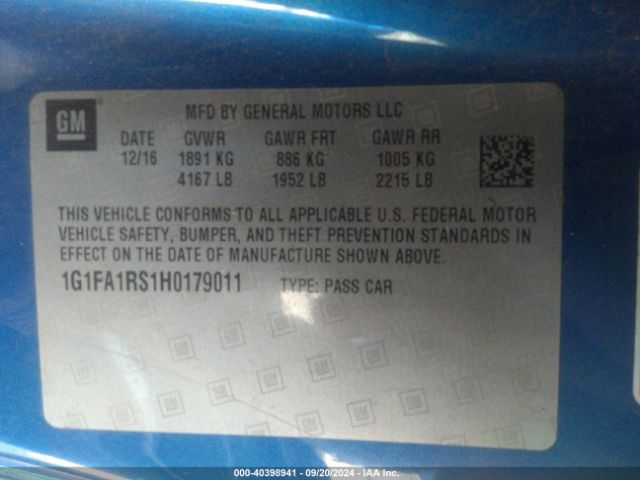 GM
MFD BY GENERAL MOTORS LLC
DATE GVWR GAWR FRT GAWR RR
12/16 1891 KG 886 KG 1005 KG
4167 LB 1952 LB 2215 LB
THIS VEHICLE CONFORMS TO ALL APPLICABLE U.S. FEDERAL MOTOR
VEHICLE SAFETY, BUMPER, AND THEFT PREVENTION STANDARDS IN
EFFECT ON THE DATE OF MANUFACTURE SHOWN ABOVE.
1G1FA1RS1H0179011 TYPE: PASS CAR
000-40398941 - 09/20/2024 - IAA Inc.